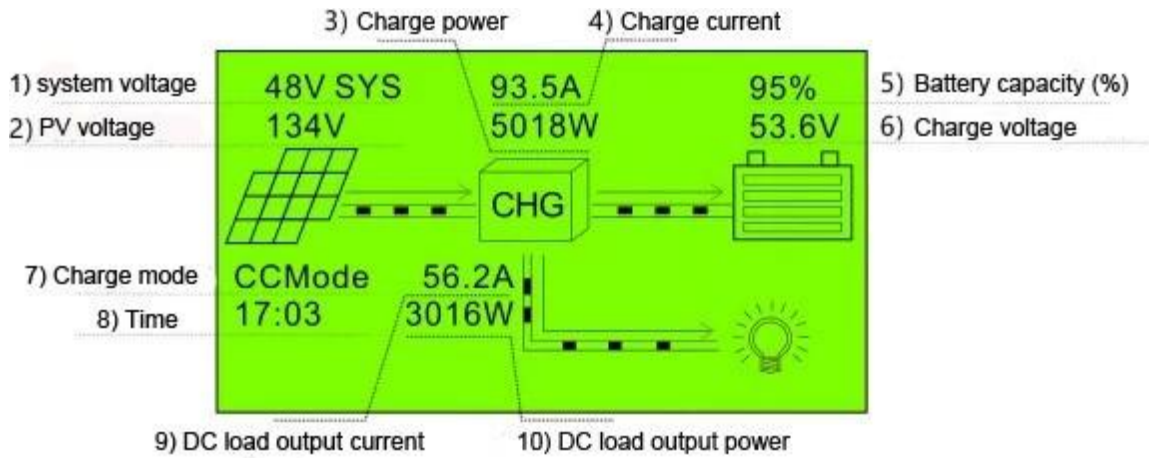 3) Charge power
4) Charge current
1) system voltage
48V SYS
93.5A
95%
5) Battery capacity (%)
2) PV voltage
134V
5018W
53.6V
6) Charge voltage
CHG
7) Charge mode
CCMode
56.2A
8) Time
17:03
3016W
9) DC load output current
10) DC load output power